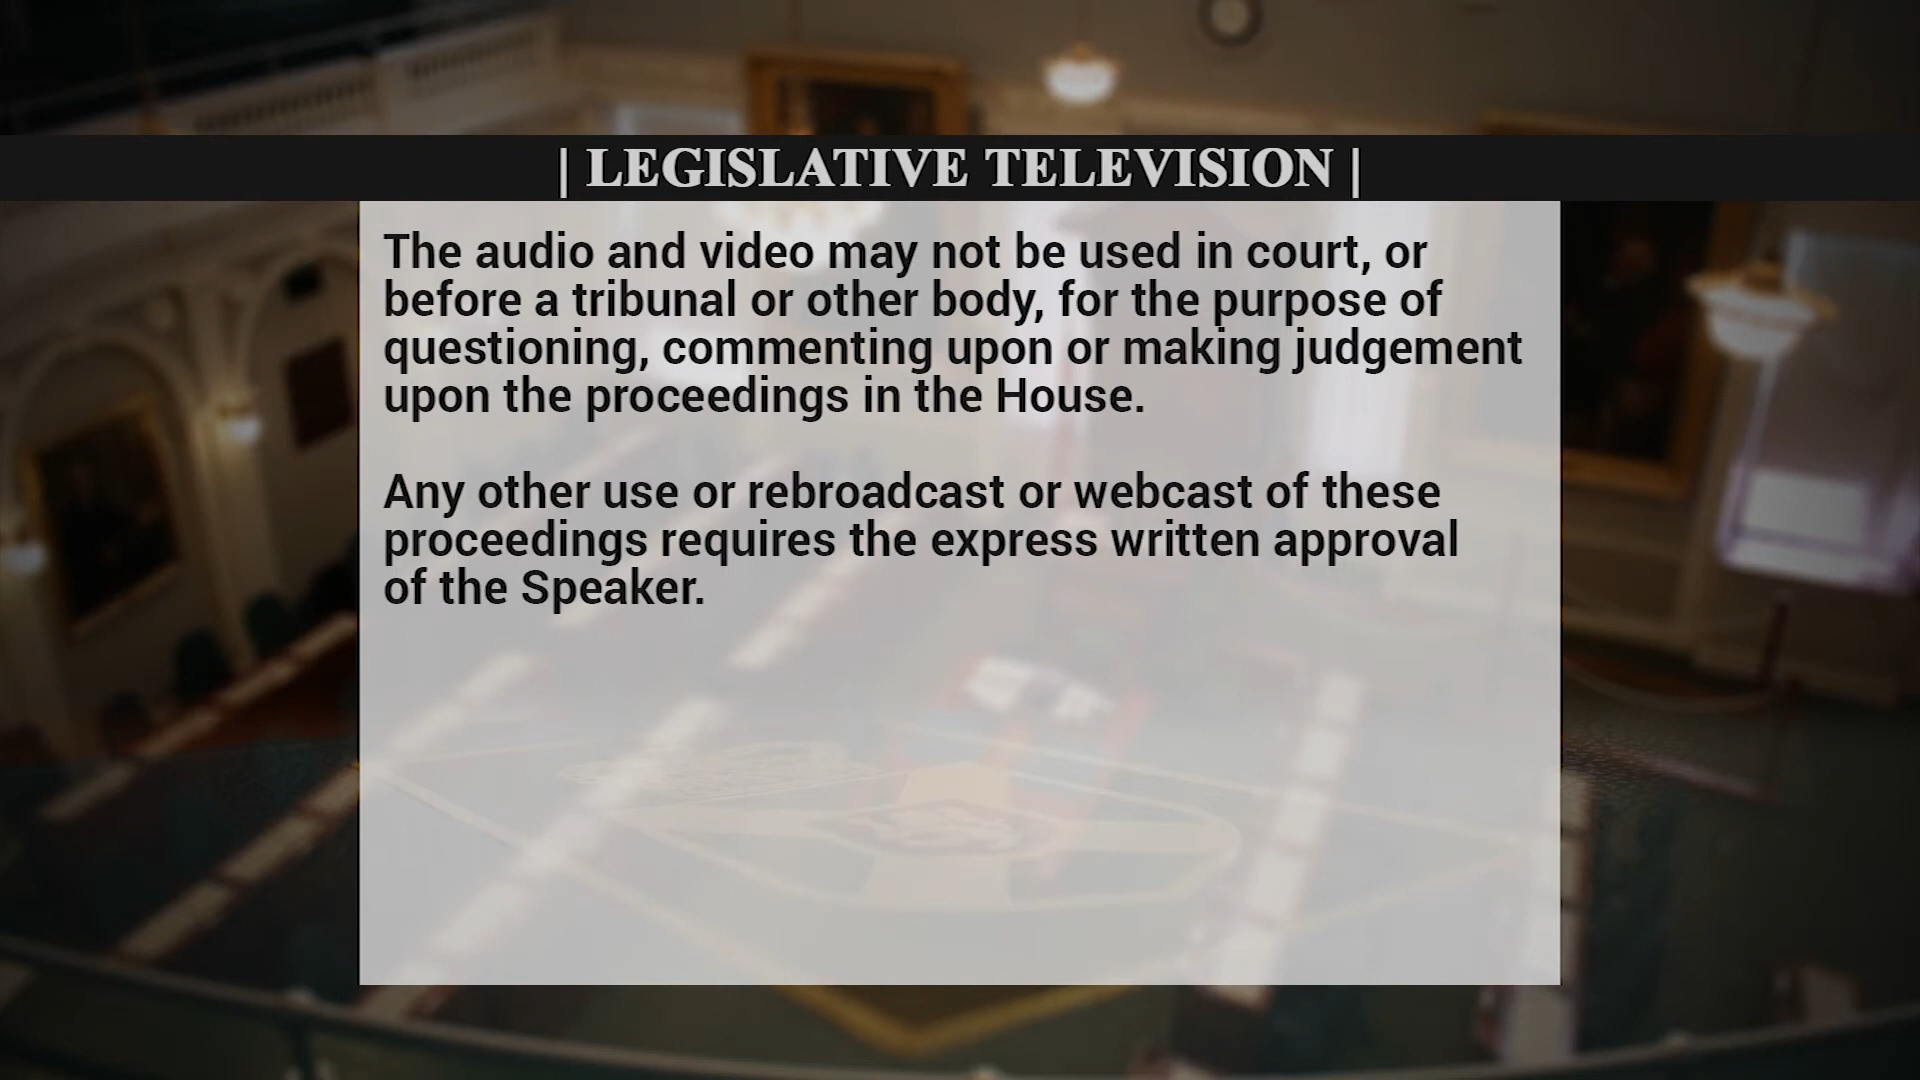 | LEGISLATIVE TELEVISION |
The audio and video may not be used in court, or
before a tribunal or other body, for the purpose of
questioning, commenting upon or making judgement
upon the proceedings in the House.
Any other use or rebroadcast or webcast of these
proceedings requires the express written approval
of the Speaker.